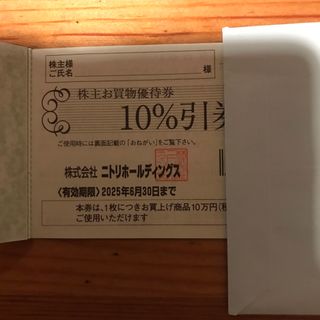 株主様
ご氏名 様
株主お買物優待券
10%引券
ご使用時には裏面記載の「おねがい」をご覧下さい。
株式会社 ニトリホールディングス
〈有効期限〉2025年6月30日まで
本券は、1枚につきお買上げ商品10万円(税
ご使用いただけます